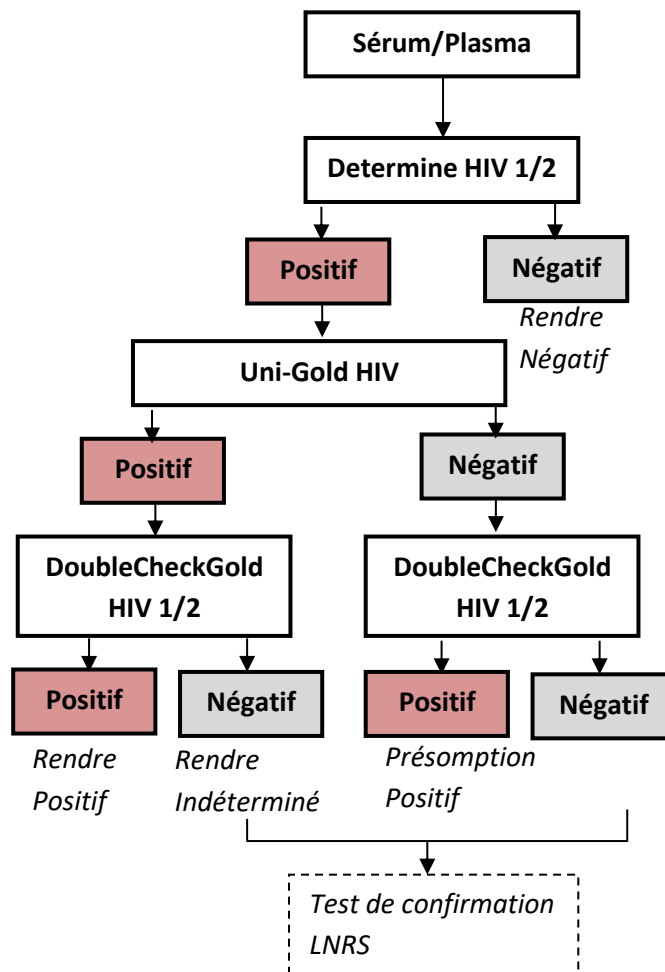 Sérum/Plasma
Determine HIV 1/2
Positif
Négatif
Rendre
Négatif
Uni-Gold HIV
Positif
Négatif
DoubleCheckGold
HIV 1/2
DoubleCheckGold
HIV 1/2
Positif
Négatif
Positif
Négatif
Rendre
Positif
Rendre
Indéterminé
Présomption
Positif
Test de confirmation
LNRS